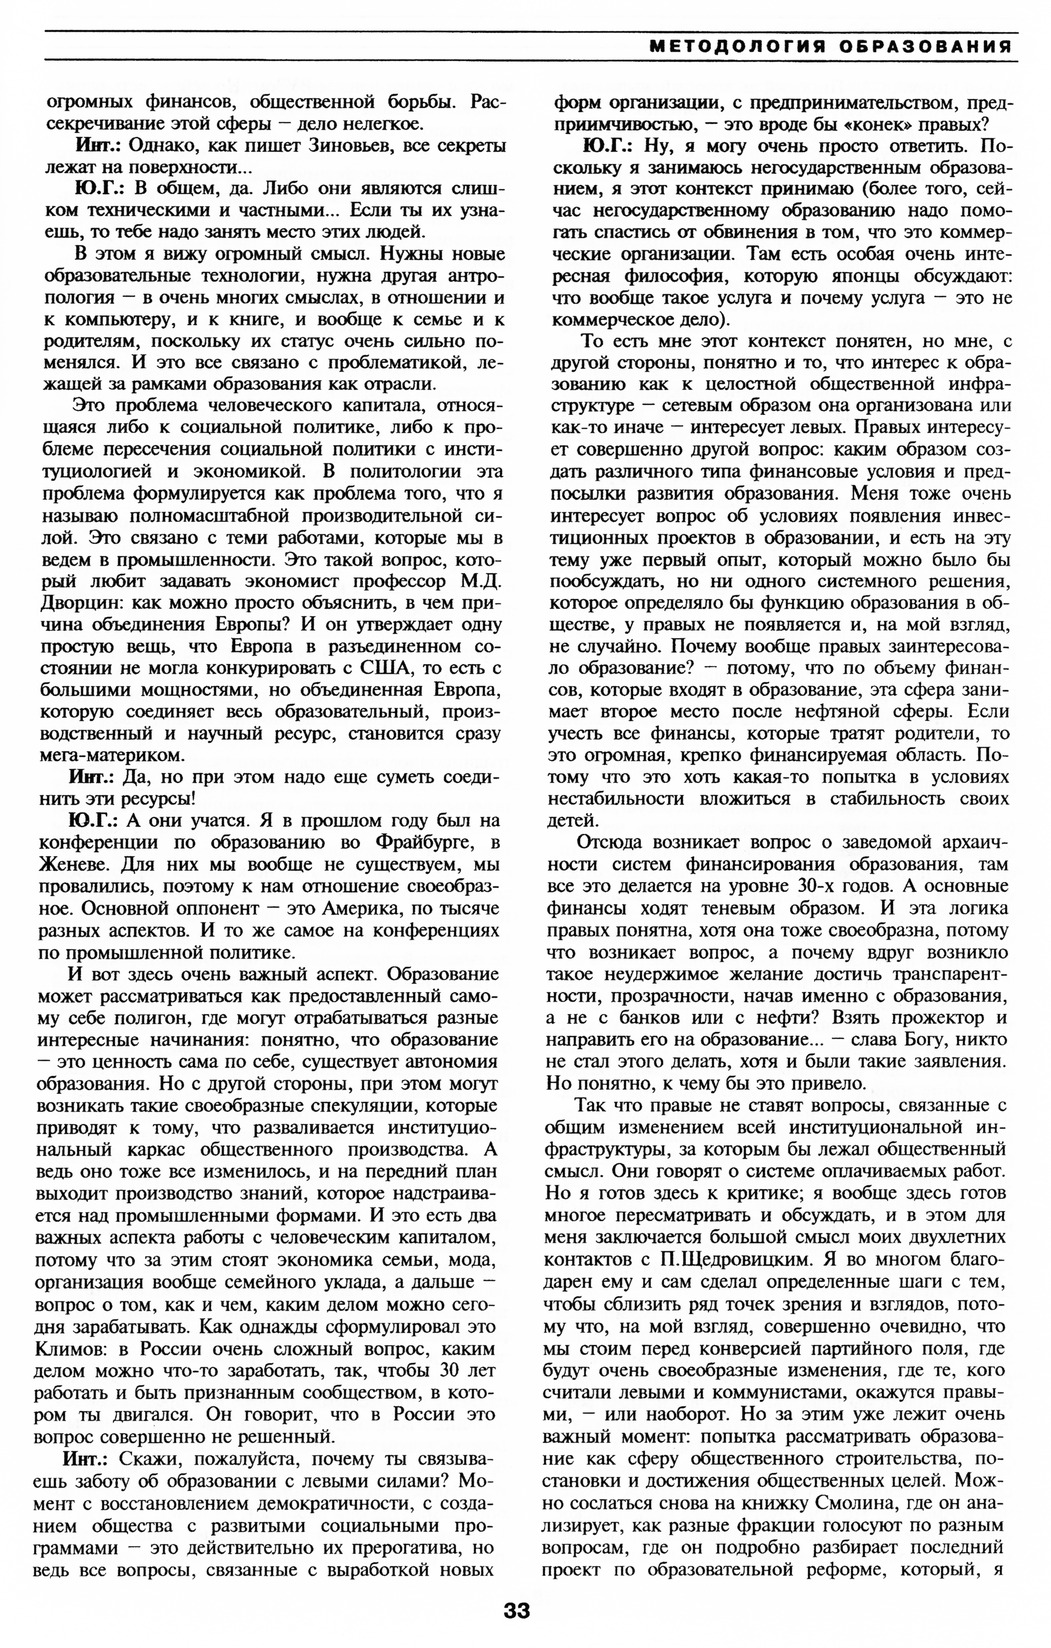 МЕТОДОЛОГИЯ ОБРАЗОВАНИЯ
огромных финансов, общественной борьбы. Рас-
секречивание этой сферы — дело нелегкое.
Инт.: Однако, как пишет Зиновьев, все секреты
лежат на поверхности...
Ю.Г.: В общем, да. Либо они являются слиш-
ком техническими и частными... Если ты их узна-
ешь, то тебе надо занять место этих людей.
В этом я вижу огромный смысл. Нужны новые
образовательные технологии, нужна другая антро-
пология — в очень многих смыслах, в отношении и
к компьютеру, и к книге, и вообще к семье и к
родителям, поскольку их статус очень сильно по-
менялся. И это все связано с проблематикой, ле-
жащей за рамками образования как отрасли.
Это проблема человеческого капитала, относя-
щаяся либо к социальной политике, либо к про-
блеме пересечения социальной политики с инсти-
туциологией и экономикой. В политологии эта
проблема формулируется как проблема того, что я
называю полномасштабной производительной си-
лой. Это связано с теми работами, которые мы в
ведем в промышленности. Это такой вопрос, кото-
рый любит задавать экономист профессор М.Д.
Дворцин: как можно просто объяснить, в чем при-
чина объединения Европы? И он утверждает одну
простую вещь, что Европа в разъединенном со-
стоянии не могла конкурировать с США, то есть с
большими мощностями, но объединенная Европа,
которую соединяет весь образовательный, произ-
водственный и научный ресурс, становится сразу
мега-материком.
Инт.: Да, но при этом надо еще суметь соеди-
нить эти ресурсы!
Ю.Г.: А они учатся. Я в прошлом году был на
конференции по образованию во Фрайбурге, в
Женеве. Для них мы вообще не существуем, мы
провалились, поэтому к нам отношение своеобраз-
ное. Основной оппонент — это Америка, по тысяче
разных аспектов. И то же самое на конференциях
по промышленной политике.
И вот здесь очень важный аспект. Образование
может рассматриваться как предоставленный само-
му себе полигон, где могут отрабатываться разные
интересные начинания: понятно, что образование
— это ценность сама по себе, существует автономия
образования. Но с другой стороны, при этом могут
возникать такие своеобразные спекуляции, которые
приводят к тому, что разваливается институцио-
нальный каркас общественного производства. А
ведь оно тоже все изменилось, и на передний план
выходит производство знаний, которое надстраива-
ется над промышленными формами. И это есть два
важных аспекта работы с человеческим капиталом,
потому что за этим стоят экономика семьи, мода,
организация вообще семейного уклада, а дальше —
вопрос о том, как и чем, каким делом можно сего-
дня зарабатывать. Как однажды сформулировал это
Климов: в России очень сложный вопрос, каким
делом можно что-то заработать, так, чтобы 30 лет
работать и быть признанным сообществом, в кото-
ром ты двигался. Он говорит, что в России это
вопрос совершенно не решенный.
Инт.: Скажи, пожалуйста, почему ты связыва-
ешь заботу об образовании с левыми силами? Мо-
мент с восстановлением демократичности, с созда-
нием общества с развитыми социальными про-
граммами — это действительно их прерогатива, но
ведь все вопросы, связанные с выработкой новых
форм организации, с предпринимательством, пред-
приимчивостью, — это вроде бы «конек» правых?
Ю.Г.: Ну, я могу очень просто ответить. По-
скольку я занимаюсь негосударственным образова-
нием, я этот контекст принимаю (более того, сей-
час негосударственному образованию надо помо-
гать спастись от обвинения в том, что это коммер-
ческие организации. Там есть особая очень инте-
ресная философия, которую японцы обсуждают:
что вообще такое услуга и почему услуга — это не
коммерческое дело).
То есть мне этот контекст понятен, но мне, с
другой стороны, понятно и то, что интерес к обра-
зованию как к целостной общественной инфра-
структуре — сетевым образом она организована или
как-то иначе — интересует левых. Правых интересу-
ет совершенно другой вопрос: каким образом соз-
дать различного типа финансовые условия и пред-
посылки развития образования. Меня тоже очень
интересует вопрос об условиях появления инвес-
тиционных проектов в образовании, и есть на эту
тему уже первый опыт, который можно было бы
пообсуждать, но ни одного системного решения,
которое определяло бы функцию образования в об-
ществе, у правых не появляется и, на мой взгляд,
не случайно. Почему вообще правых заинтересова-
ло образование? — потому, что по объему финан-
сов, которые входят в образование, эта сфера зани-
мает второе место после нефтяной сферы. Если
учесть все финансы, которые тратят родители, то
это огромная, крепко финансируемая область. По-
тому что это хоть какая-то попытка в условиях
нестабильности вложиться в стабильность своих
детей.
Отсюда возникает вопрос о заведомой архаич-
ности систем финансирования образования, там
все это делается на уровне 30-х годов. А основные
финансы ходят теневым образом. И эта логика
правых понятна, хотя она тоже своеобразна, потому
что возникает вопрос, а почему вдруг возникло
такое неудержимое желание достичь транспарент-
ности, прозрачности, начав именно с образования,
а не с банков или с нефти? Взять прожектор и
направить его на образование... — слава Богу, никто
не стал этого делать, хотя и были такие заявления.
Но понятно, к чему бы это привело.
Так что правые не ставят вопросы, связанные с
общим изменением всей институциональной ин-
фраструктуры, за которым бы лежал общественный
смысл. Они говорят о системе оплачиваемых работ.
Но я готов здесь к критике; я вообще здесь готов
многое пересматривать и обсуждать, и в этом для
меня заключается большой смысл моих двухлетних
контактов с П.Щедровицким. Я во многом благо-
дарен ему и сам сделал определенные шаги с тем,
чтобы сблизить ряд точек зрения и взглядов, пото-
му что, на мой взгляд, совершенно очевидно, что
мы стоим перед конверсией партийного поля, где
будут очень своеобразные изменения, где те, кого
считали левыми и коммунистами, окажутся правы-
ми, — или наоборот. Но за этим уже лежит очень
важный момент: попытка рассматривать образова-
ние как сферу общественного строительства, по-
становки и достижения общественных целей. Мож-
но сослаться снова на книжку Смолина, где он ана-
лизирует, как разные фракции голосуют по разным
вопросам, где он подробно разбирает последний
проект по образовательной реформе, который, я
33